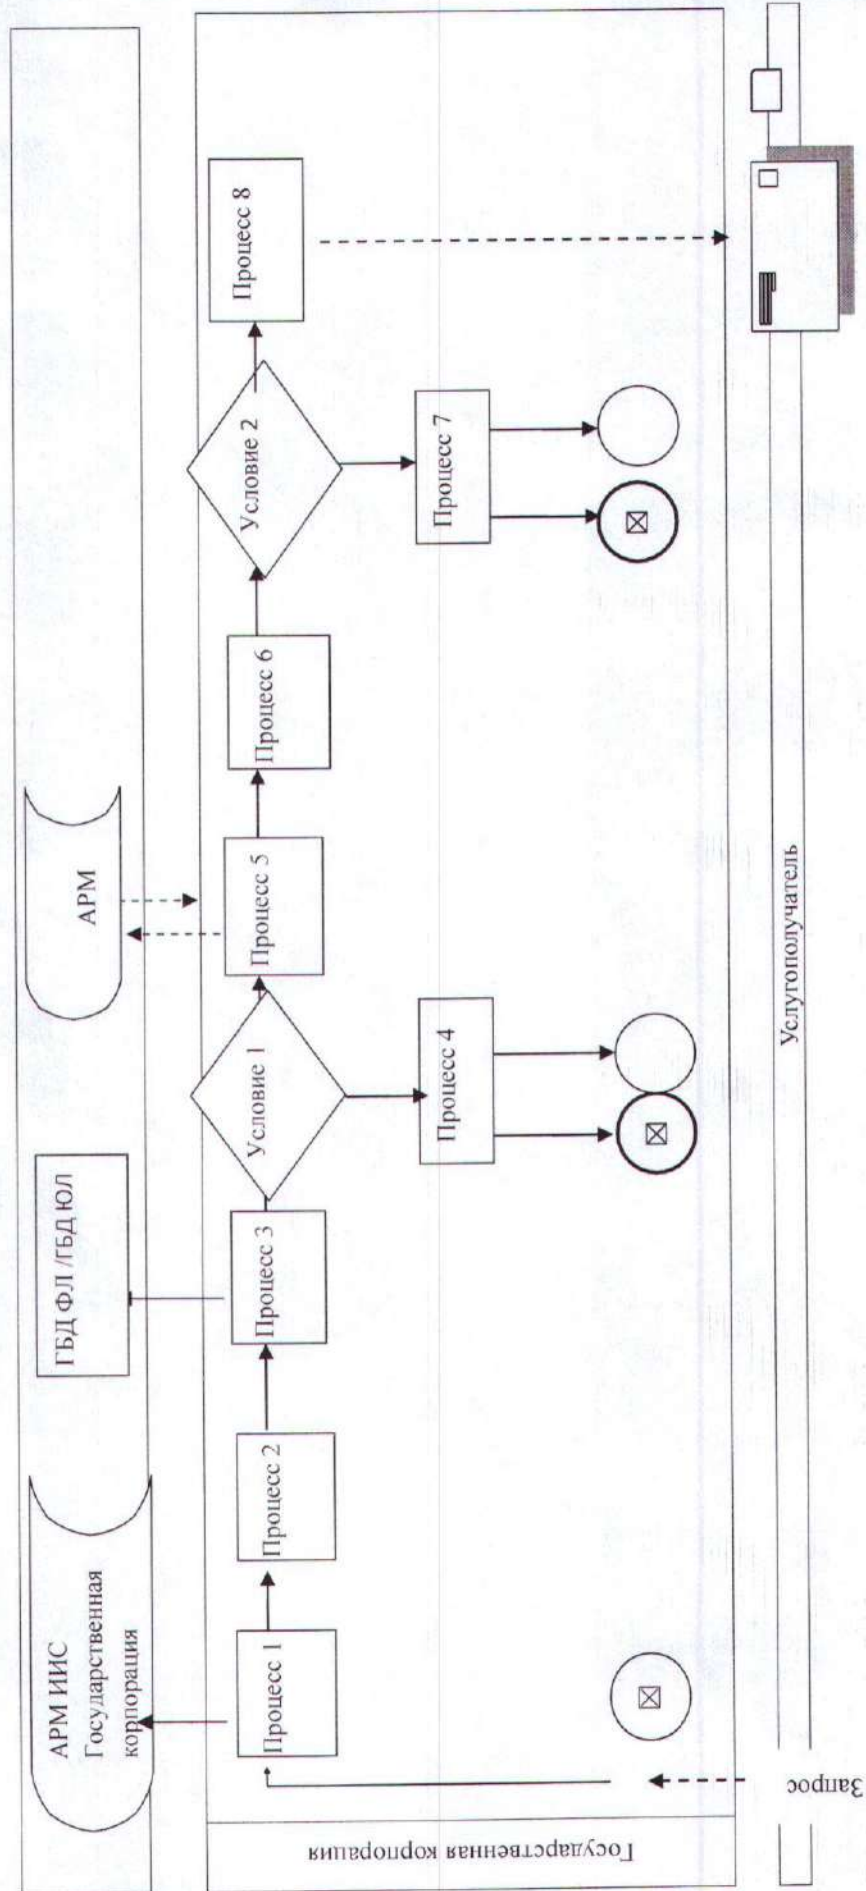 АРМ ИИС
Государственная
корпорация
ГБД ФЛ /ГБД ЮЛ
АРМ
Государственная корпорация
Процесс 1
Процесс 2
Процесс 3
Условие 1
Процесс 4
Процесс 5
Процесс 6
Условие 2
Процесс 7
Процесс 8
Запрос
Услугополучатель